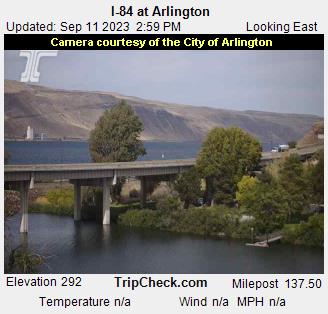 I-84 at Arlington
Updated: Sep 11 2023 2:59 PM Looking East
Camera courtesy of the City of Arlington
Elevation 292 TripCheck.com Milepost 137.50
Temperature n/a Wind n/a MPH n/a